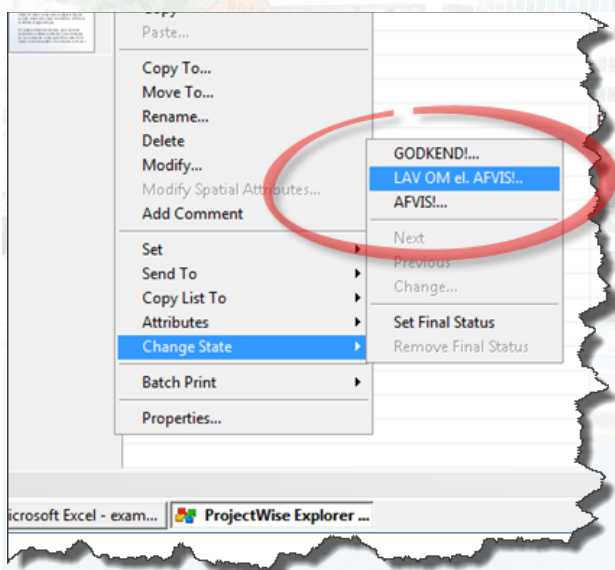 Copy
Paste...
Copy To...
Move To...
Rename...
Delete
Modify...
Modify Spatial Attributes...
Add Comment
Set
Send To
Copy List To
Attributes
Change State
Batch Print
Properties...
GODKEND!...
LAV OM el. AFVIS!..
AFVIS!...
Next
Previous
Change...
Set Final Status
Remove Final Status
icrosoft Excel - exam...
ProjectWise Explorer ...